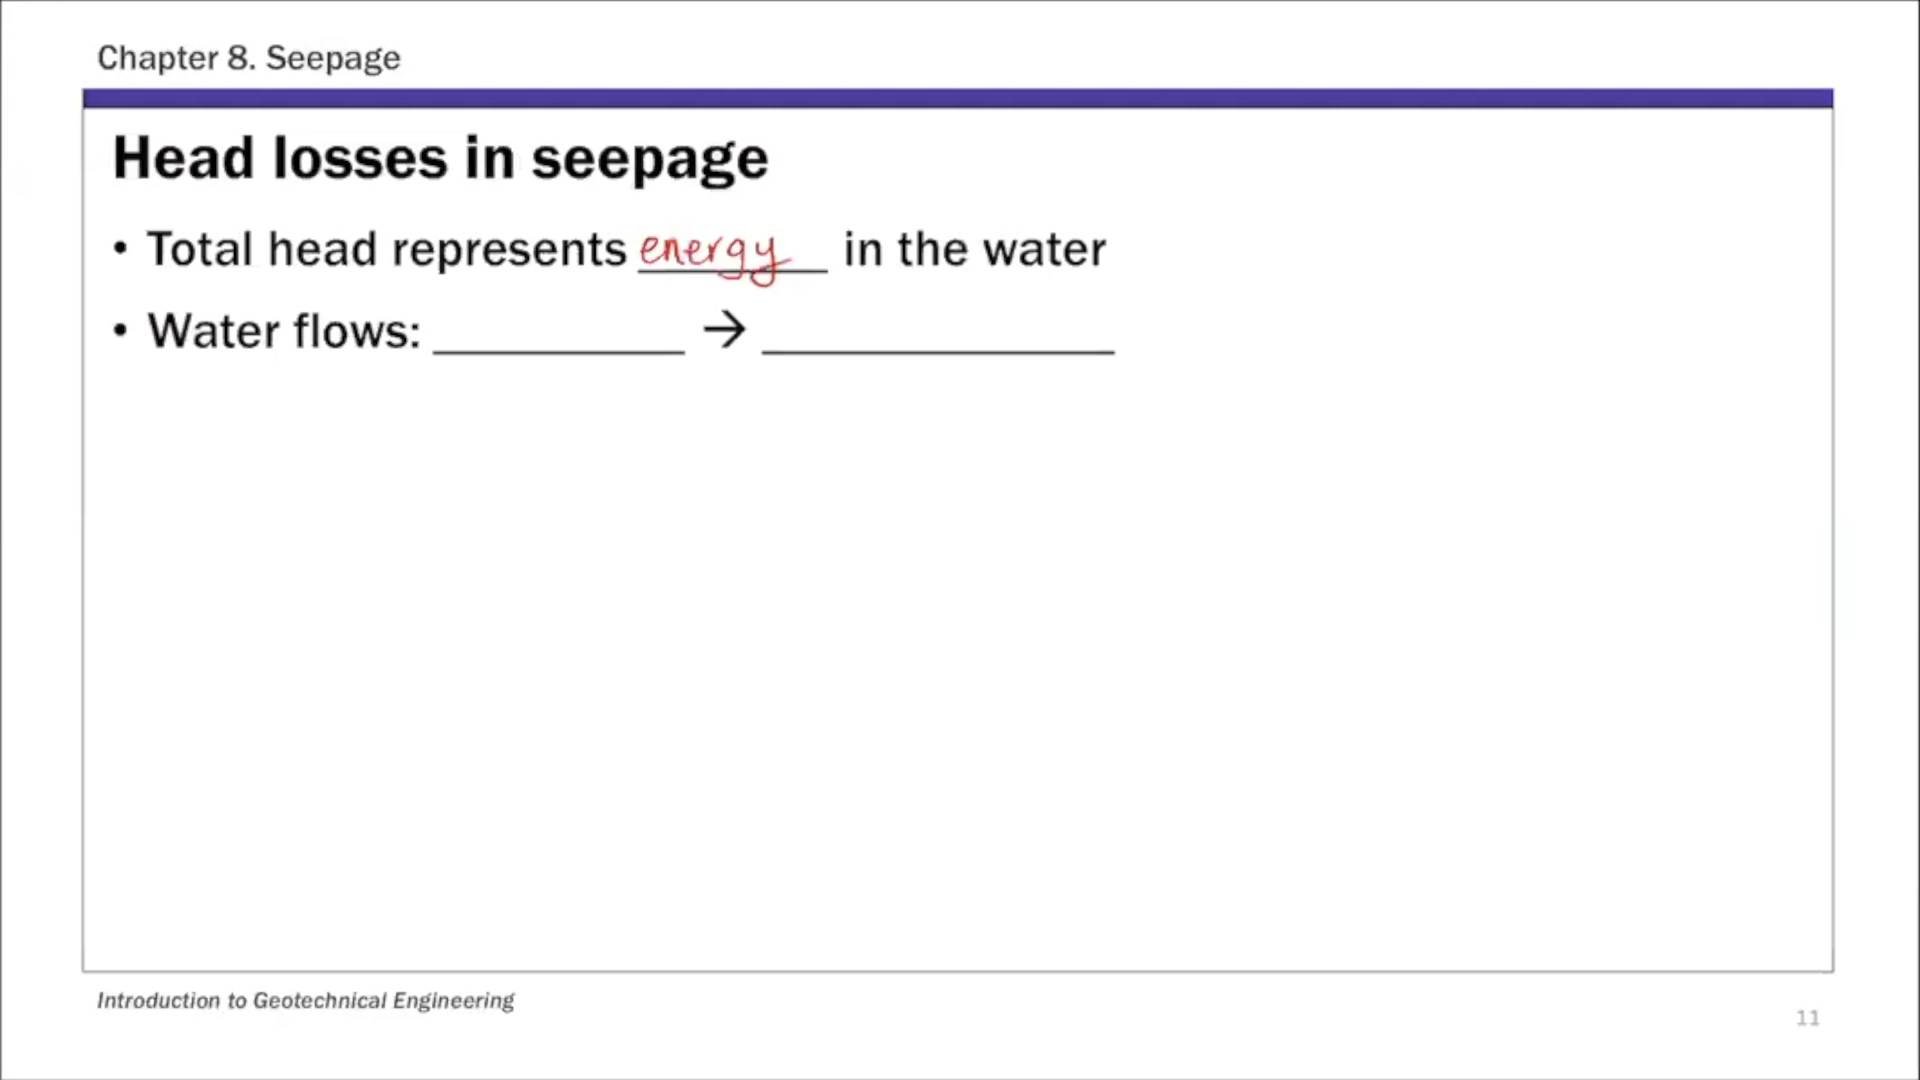 Chapter 8. Seepage
Head losses in seepage
• Total head represents energy in the water
• Water flows: __________ → ______________
Introduction to Geotechnical Engineering
11